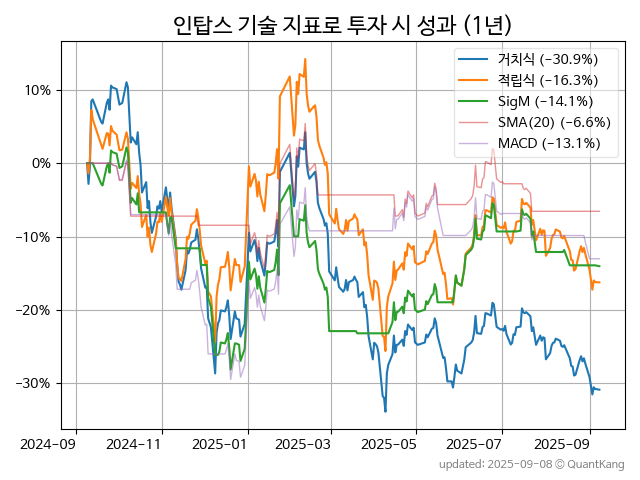 인탑스 기술 지표로 투자 시 성과 (1년)
거치식 (−30.9%)
적립식 (−16.3%)
SigM (−14.1%)
SMA(20) (−6.6%)
MACD (−13.1%)
10%
0%
−10%
−20%
−30%
2024-09
2024-11
2025-01
2025-03
2025-05
2025-07
2025-09
updated: 2025-09-08 © QuantKang